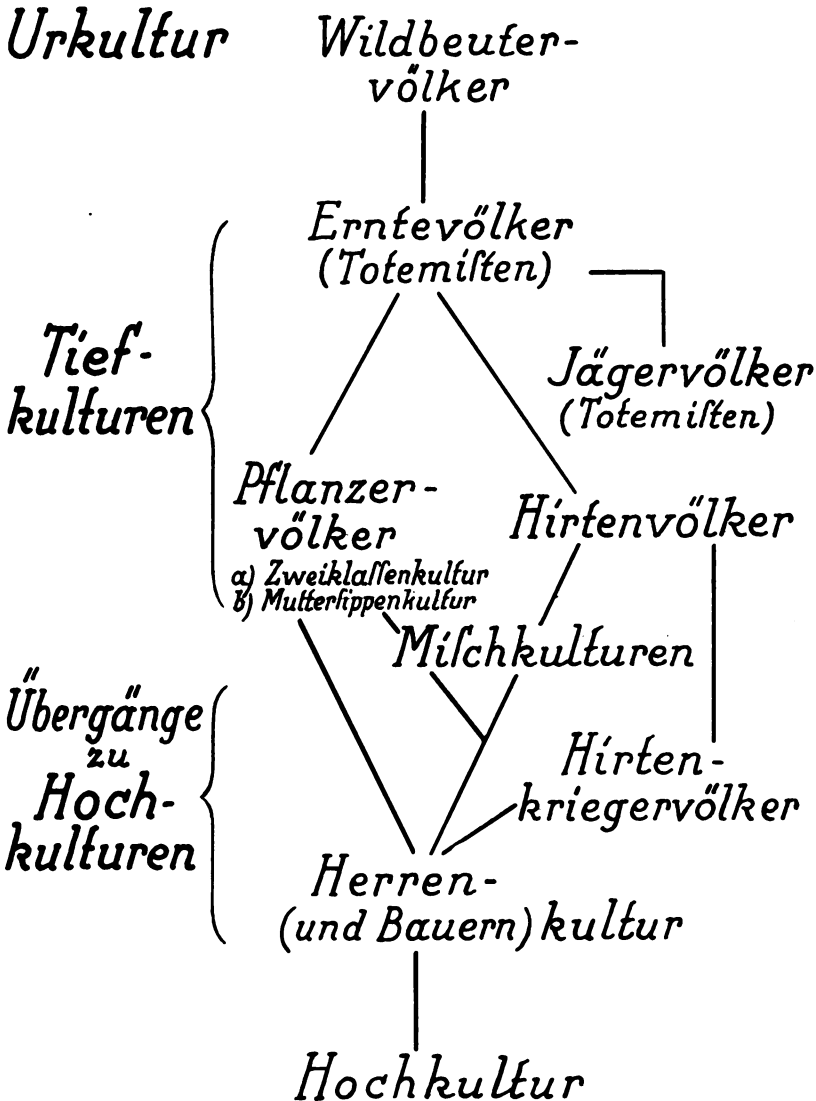 Urkultur
Wildbeuter-
völker
Erntevölker
(Totemiſten)
Tief-
kulturen
Jägervölker
(Totemiſten)
Pflanzer-
völker
a) Zweiklaſſenkultur
b) Mutterſippenkultur
Hirtenvölker
Miſchkulturen
Übergänge
zu
Hoch-
kulturen
Hirten-
kriegervölker
Herren-
(und Bauern) kultur
Hochkultur